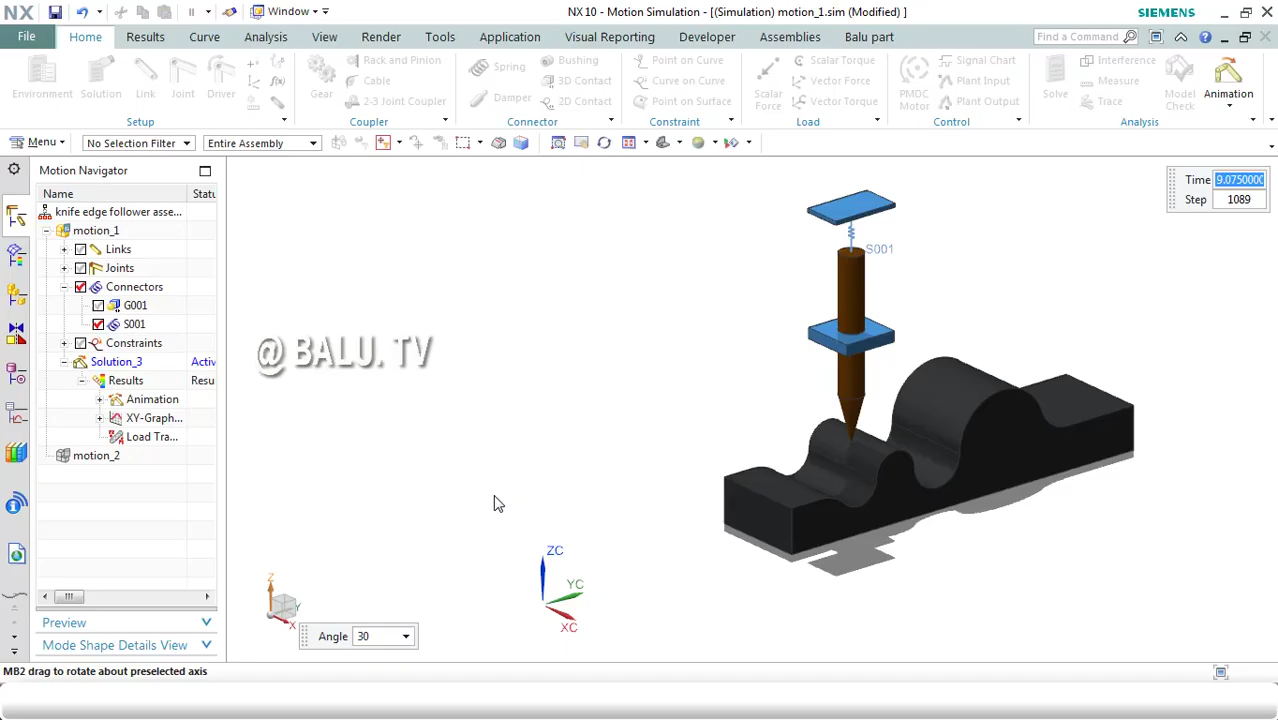 NX
Window
NX 10 - Motion Simulation - [(Simulation) motion_1.sim (Modified) ]
SIEMENS
File
Home
Results
Curve
Analysis
View
Render
Tools
Application
Visual Reporting
Developer
Assemblies
Balu part
Find a Command
Environment
Solution
Link
Joint
Driver
Setup
Gear
Rack and Pinion
Cable
2-3 Joint Coupler
Coupler
Spring
Damper
Bushing
3D Contact
2D Contact
Connector
Point on Curve
Curve on Curve
Point on Surface
Constraint
Scalar
Force
Scalar Torque
Vector Force
Vector Torque
Load
PMDC
Motor
Signal Chart
Plant Input
Plant Output
Control
Solve
Interference
Measure
Trace
Model
Check
Animation
Analysis
Menu
No Selection Filter
Entire Assembly
Motion Navigator
Name
Statu
knife edge follower asse...
motion_1
Links
Joints
Connectors
G001
S001
Constraints
Solution_3
Activ
Results
Resu
Animation
XY-Graph...
Load Tra...
motion_2
Preview
Mode Shape Details View
Time 9.0750000
Step 1089
S001
@ BALU. TV
ZC
YC
XC
Z
Y
X
Angle 30
MB2 drag to rotate about preselected axis